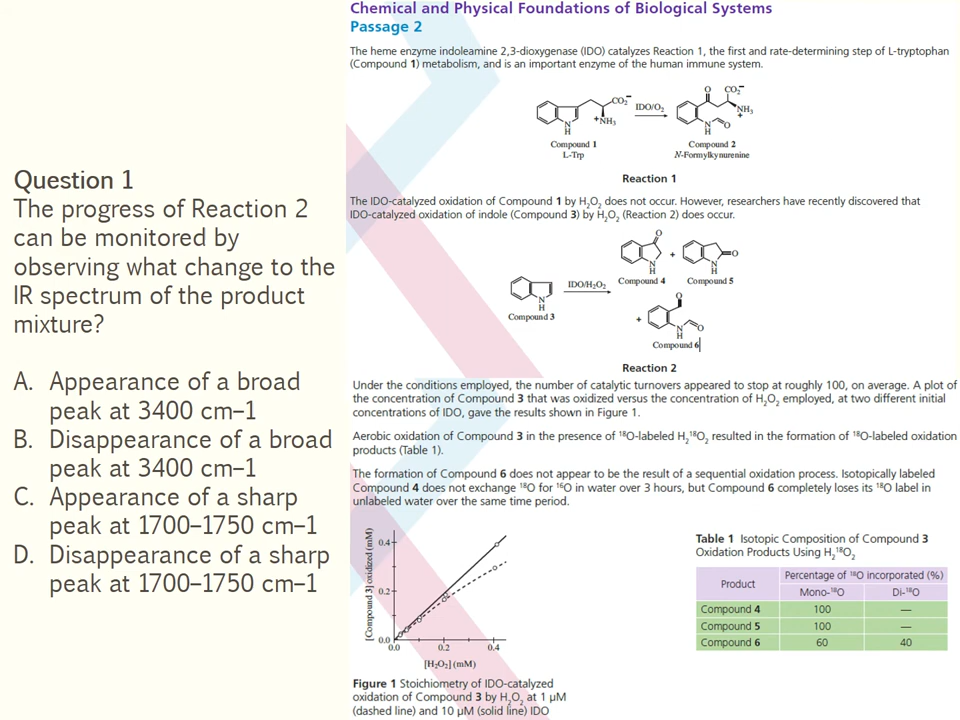 Question 1
The progress of Reaction 2
can be monitored by
observing what change to the
IR spectrum of the product
mixture?
A. Appearance of a broad
peak at 3400 cm–1
B. Disappearance of a broad
peak at 3400 cm–1
C. Appearance of a sharp
peak at 1700–1750 cm–1
D. Disappearance of a sharp
peak at 1700–1750 cm–1
Chemical and Physical Foundations of Biological Systems
Passage 2
The heme enzyme indoleamine 2,3-dioxygenase (IDO) catalyzes Reaction 1, the first and rate-determining step of L-tryptophan
(Compound 1) metabolism, and is an important enzyme of the human immune system.
CO₂⁻
+NH₃
N
H
IDO/O₂
O
CO₂⁻
NH₃
+
N
H
O
Compound 1
L-Trp
Compound 2
N-Formylkynurenine
Reaction 1
The IDO-catalyzed oxidation of Compound 1 by H₂O₂ does not occur. However, researchers have recently discovered that
IDO-catalyzed oxidation of indole (Compound 3) by H₂O₂ (Reaction 2) does occur.
O
N
H
+
O
N
H
Compound 4
Compound 5
N
H
Compound 3
IDO/H₂O₂
+
O
N
H
O
Compound 6
Reaction 2
Under the conditions employed, the number of catalytic turnovers appeared to stop at roughly 100, on average. A plot of
the concentration of Compound 3 that was oxidized versus the concentration of H₂O₂ employed, at two different initial
concentrations of IDO, gave the results shown in Figure 1.
Aerobic oxidation of Compound 3 in the presence of ¹⁸O-labeled H₂¹⁸O₂ resulted in the formation of ¹⁸O-labeled oxidation
products (Table 1).
The formation of Compound 6 does not appear to be the result of a sequential oxidation process. Isotopically labeled
Compound 4 does not exchange ¹⁸O for ¹⁶O in water over 3 hours, but Compound 6 completely loses its ¹⁸O label in
unlabeled water over the same time period.
[Compound 3] oxidized (mM)
0.4
0.2
0.0
0.0 0.2 0.4
[H₂O₂] (mM)
Figure 1 Stoichiometry of IDO-catalyzed
oxidation of Compound 3 by H₂O₂ at 1 μM
(dashed line) and 10 μM (solid line) IDO
Table 1 Isotopic Composition of Compound 3
Oxidation Products Using H₂¹⁸O₂
Product Percentage of ¹⁸O incorporated (%)
Mono-¹⁸O Di-¹⁸O
Compound 4 100 —
Compound 5 100 —
Compound 6 60 40